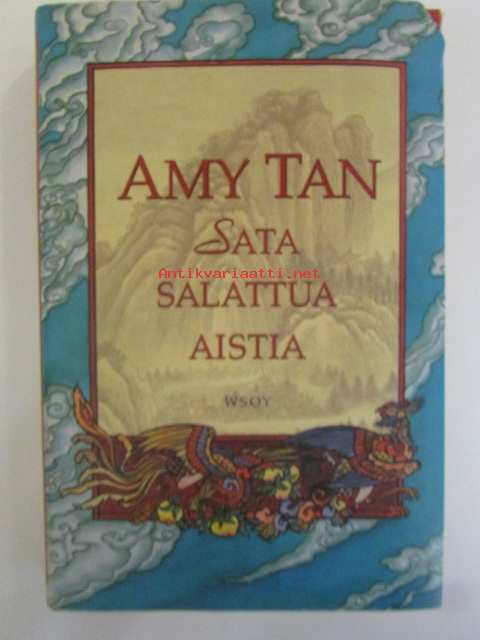 AMY TAN
SATA
Antikvariaatti.net
SALATTUA
AISTIA
WSOY